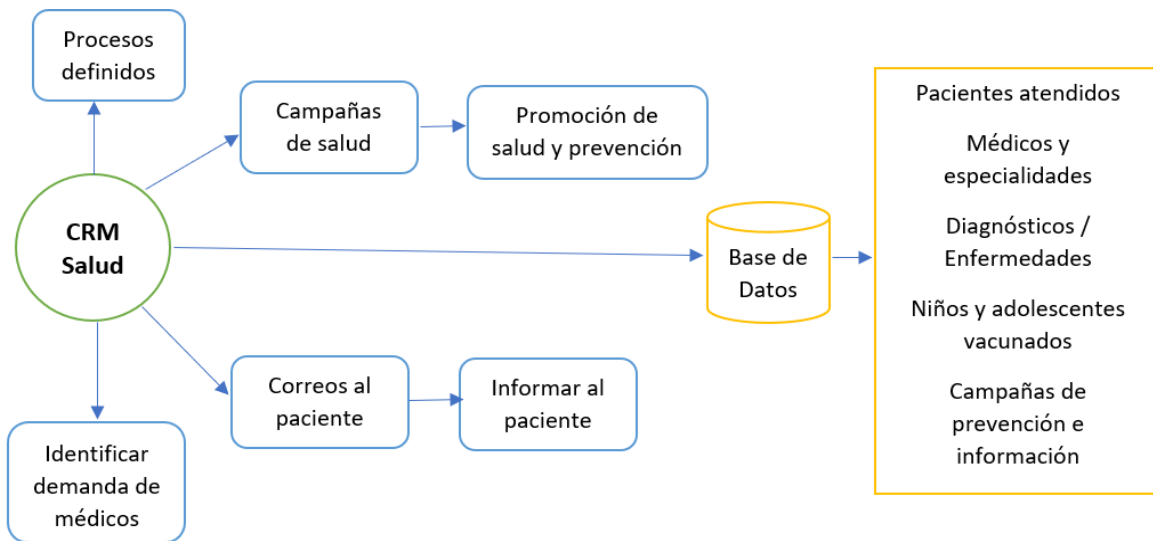 Procesos
definidos
Campañas
de salud
Promoción de
salud y prevención
CRM
Salud
Base de
Datos
Correos al
paciente
Informar al
paciente
Identificar
demanda de
médicos
Pacientes atendidos
Médicos y
especialidades
Diagnósticos /
Enfermedades
Niños y adolescentes
vacunados
Campañas de
prevención e
información